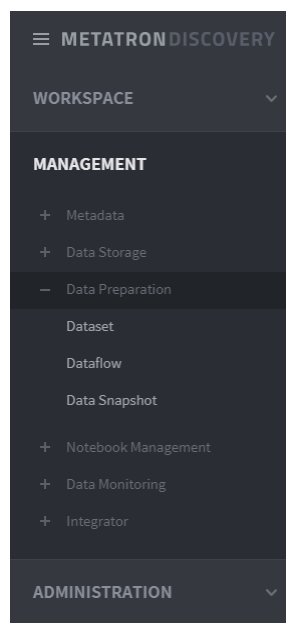 METATRONDISCOVERY
WORKSPACE
MANAGEMENT
Metadata
Data Storage
Data Preparation
Dataset
Dataflow
Data Snapshot
Notebook Management
Data Monitoring
Integrator
ADMINISTRATION